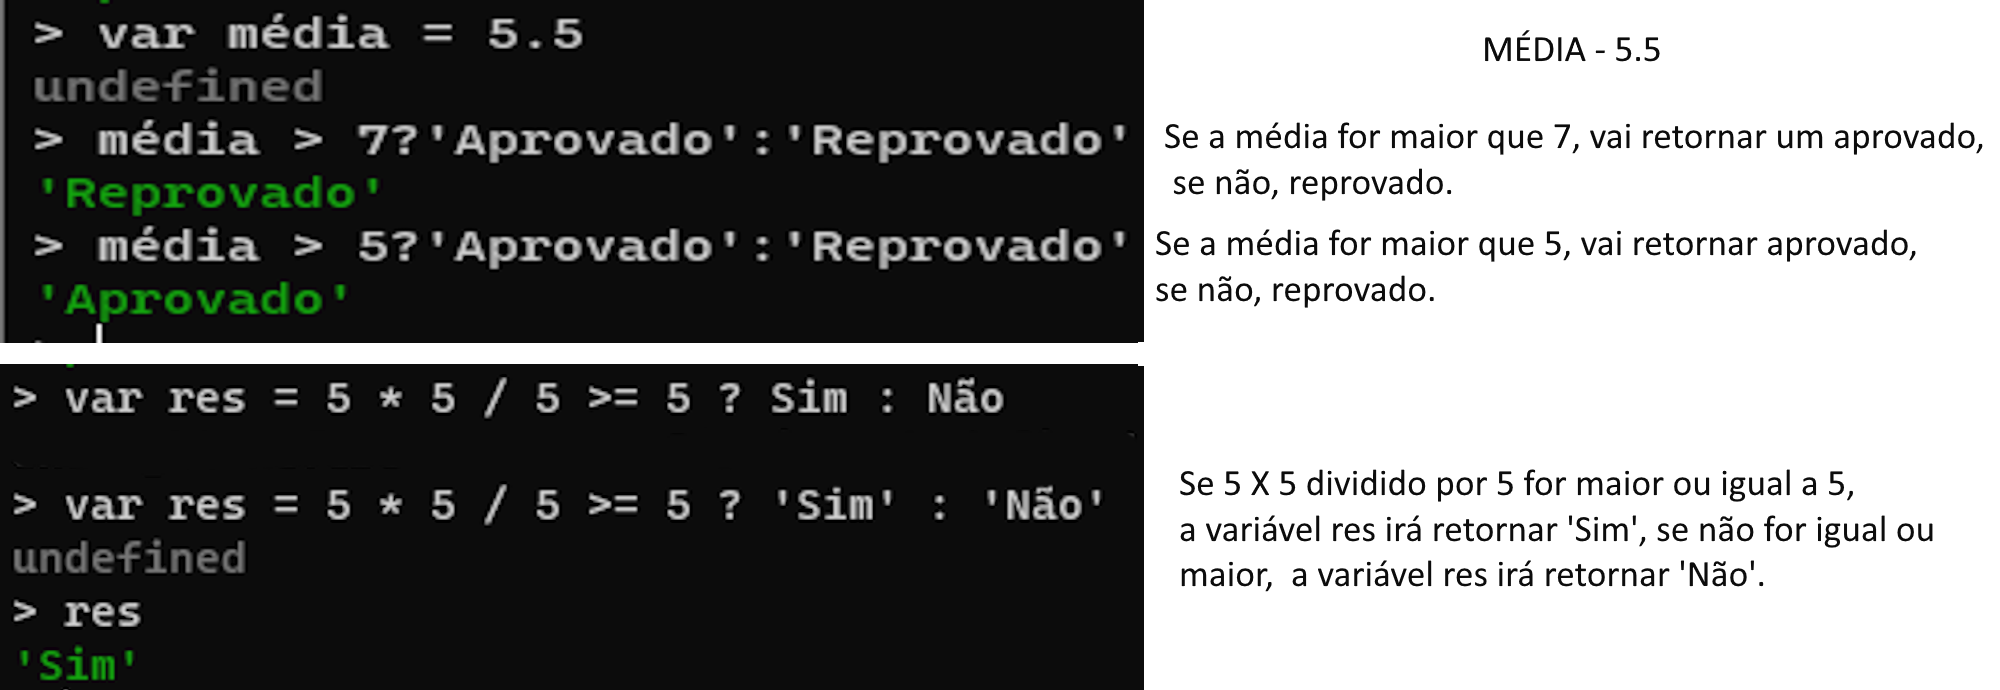 > var média = 5.5
undefined
> média > 7?'Aprovado':'Reprovado'
'Reprovado'
> média > 5?'Aprovado':'Reprovado'
'Aprovado'
MÉDIA - 5.5
Se a média for maior que 7, vai retornar um aprovado,
se não, reprovado.
Se a média for maior que 5, vai retornar aprovado,
se não, reprovado.
> var res = 5 * 5 / 5 >= 5 ? Sim : Não
> var res = 5 * 5 / 5 >= 5 ? 'Sim' : 'Não'
undefined
> res
'Sim'
Se 5 X 5 dividido por 5 for maior ou igual a 5,
a variável res irá retornar 'Sim', se não for igual ou
maior,  a variável res irá retornar 'Não'.